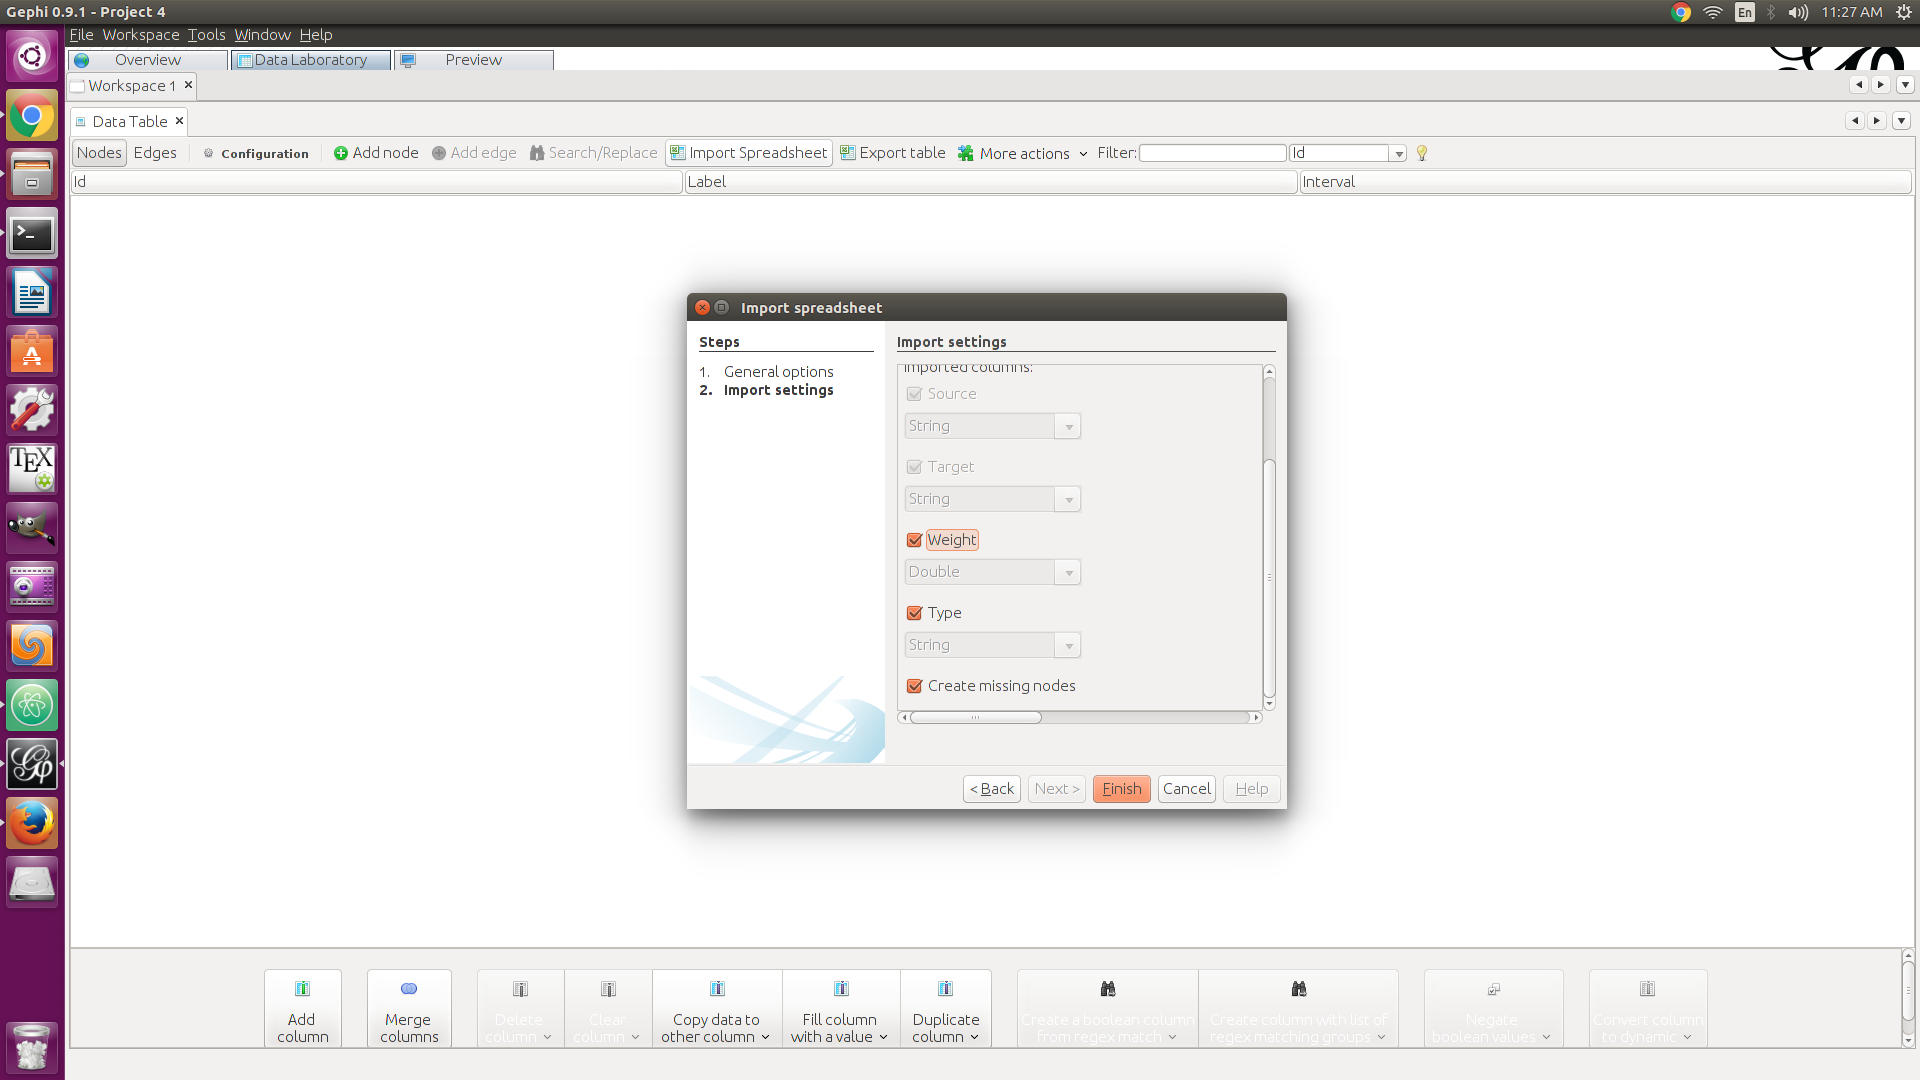 Gephi 0.9.1 - Project 4
En
11:27 AM
File Workspace Tools Window Help
Overview
Data Laboratory
Preview
Workspace 1
Data Table
Nodes Edges Configuration Add node Add edge Search/Replace Import Spreadsheet Export table More actions Filter: Id
Id Label Interval
Import spreadsheet
Steps
1. General options
2. Import settings
Import settings
Imported columns:
Source
String
Target
String
Weight
Double
Type
String
Create missing nodes
< Back Next > Finish Cancel Help
Add column
Merge columns
Delete column
Clear column
Copy data to other column
Fill column with a value
Duplicate column
Create a boolean column from regex match
Create column with list of regex matching groups
Negate boolean values
Convert column to dynamic
TEX